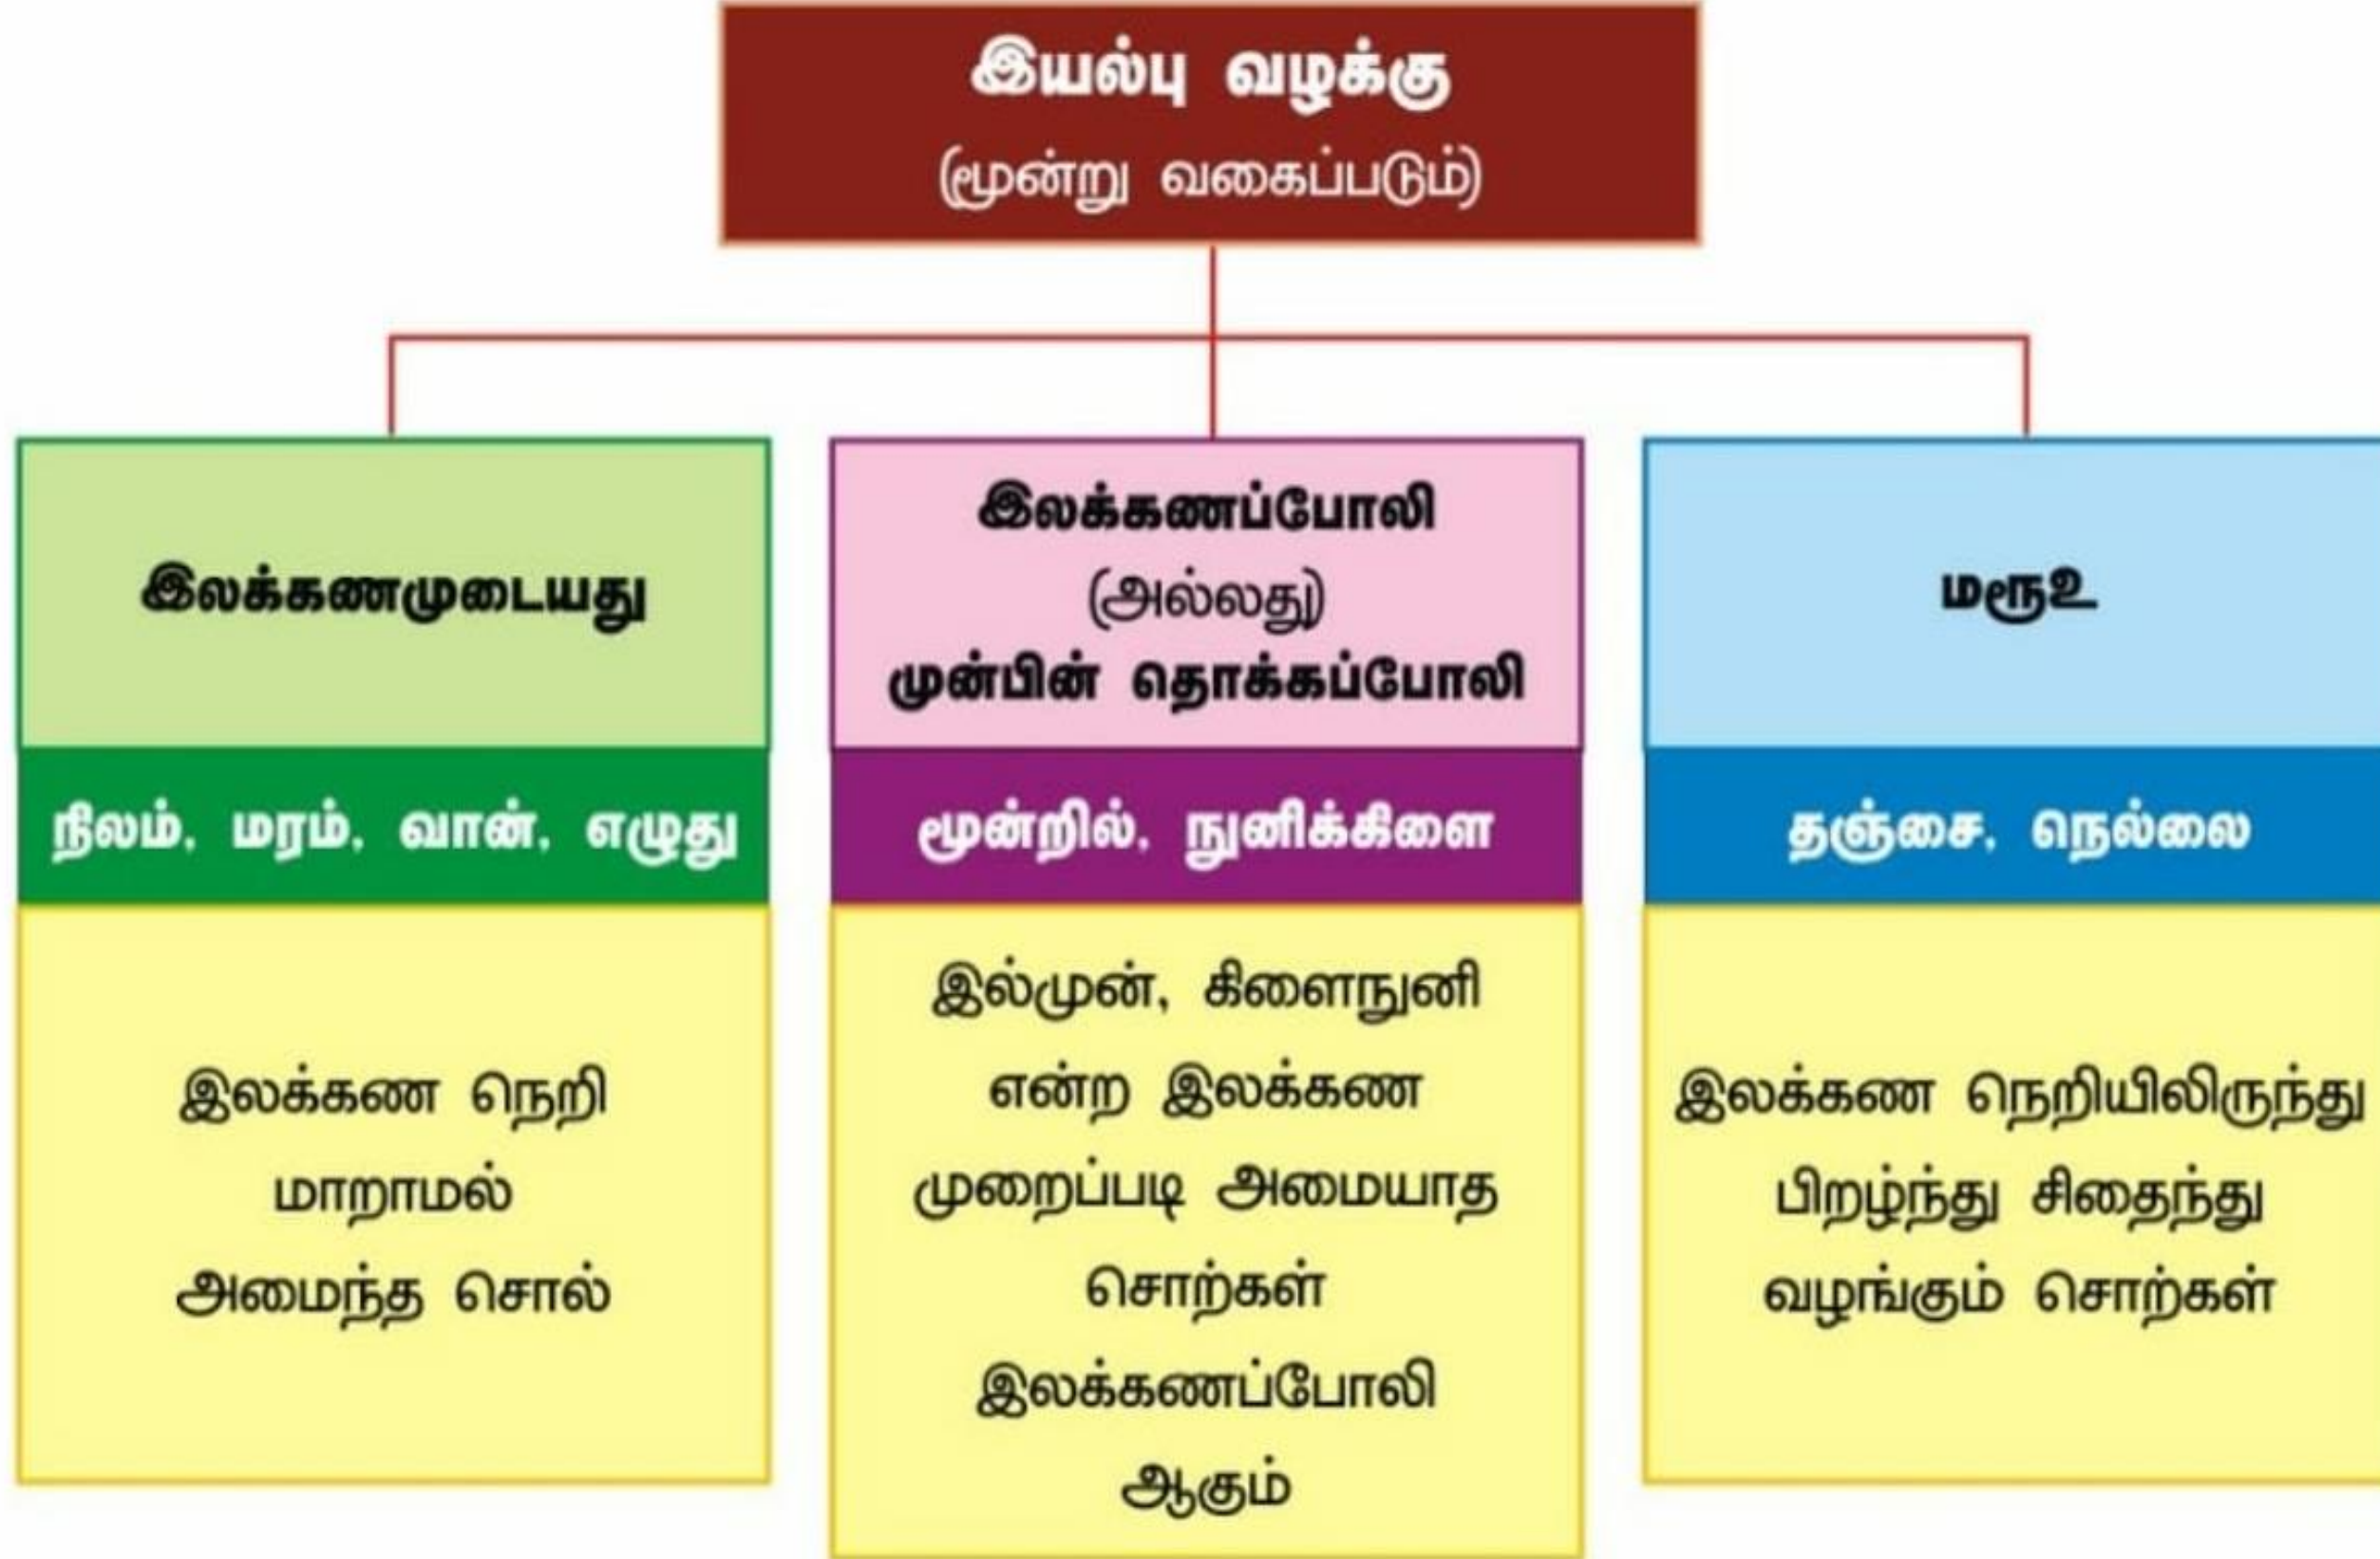 இயல்பு வழக்கு
(மூன்று வகைப்படும்)
இலக்கணமுடையது
நிலம், மரம், வான், எழுது
இலக்கண நெறி
மாறாமல்
அமைந்த சொல்
இலக்கணப்போலி
(அல்லது)
முன்பின் தொக்கப்போலி
மூன்றில், நுனிக்கிளை
இல்முன், கிளைநுனி
என்ற இலக்கண
முறைப்படி அமையாத
சொற்கள்
இலக்கணப்போலி
ஆகும்
மரூஉ
தஞ்சை, நெல்லை
இலக்கண நெறியிலிருந்து
பிறழ்ந்து சிதைந்து
வழங்கும் சொற்கள்